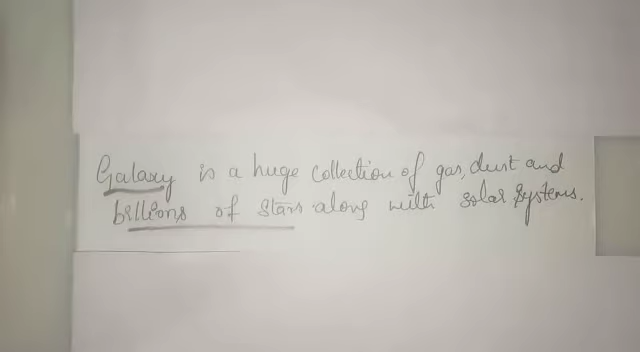 Galaxy is a huge collection of gas, dust and
billions of stars along with solar systems.